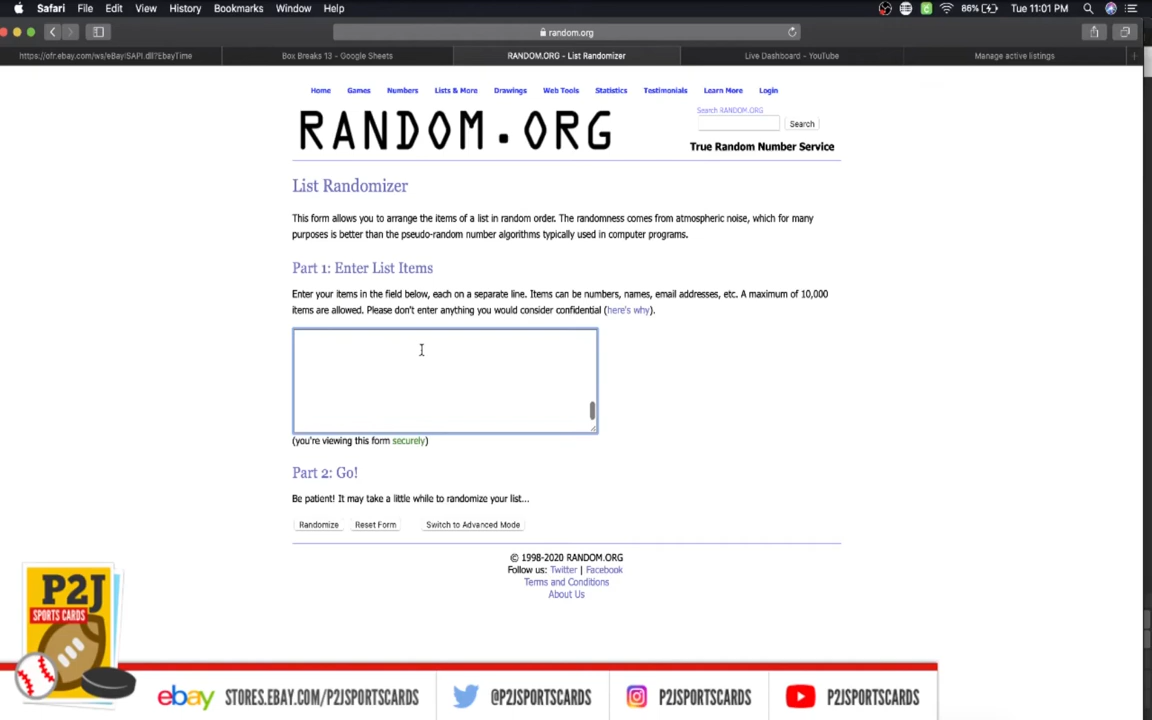 Safari File Edit View History Bookmarks Window Help 86% Tue 11:01 PM
random.org
https://ofr.ebay.com/ws/eBayISAPI.dll?EbayTime Box Breaks 13 - Google Sheets RANDOM.ORG - List Randomizer Live Dashboard - YouTube Manage active listings
Home Games Numbers Lists & More Drawings Web Tools Statistics Testimonials Learn More Login
Search RANDOM.ORG
RANDOM.ORG
Search
True Random Number Service
List Randomizer
This form allows you to arrange the items of a list in random order. The randomness comes from atmospheric noise, which for many
purposes is better than the pseudo-random number algorithms typically used in computer programs.
Part 1: Enter List Items
Enter your items in the field below, each on a separate line. Items can be numbers, names, email addresses, etc. A maximum of 10,000
items are allowed. Please don't enter anything you would consider confidential (here's why).
(you're viewing this form securely)
Part 2: Go!
Be patient! It may take a little while to randomize your list...
Randomize Reset Form Switch to Advanced Mode
© 1998-2020 RANDOM.ORG
Follow us: Twitter | Facebook
Terms and Conditions
About Us
P2J
SPORTS CARDS
ebay STORES.EBAY.COM/P2JSPORTSCARDS @P2JSPORTSCARDS P2JSPORTSCARDS P2JSPORTSCARDS